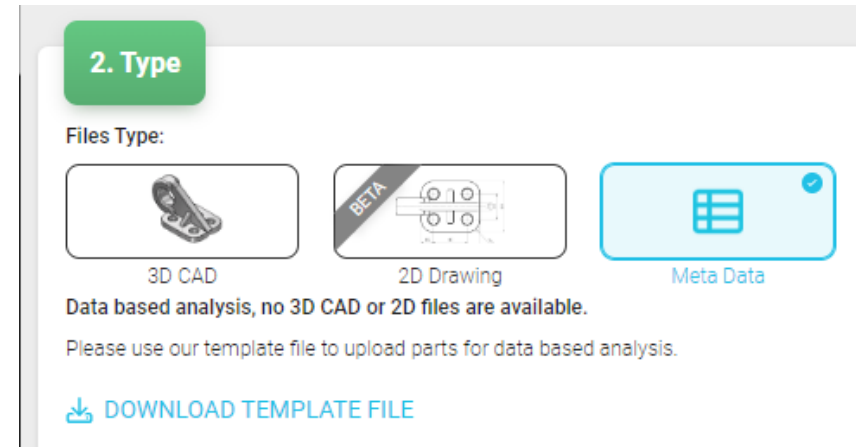 2. Type
Files Type:
BETA
3D CAD
2D Drawing
Meta Data
Data based analysis, no 3D CAD or 2D files are available.
Please use our template file to upload parts for data based analysis.
DOWNLOAD TEMPLATE FILE